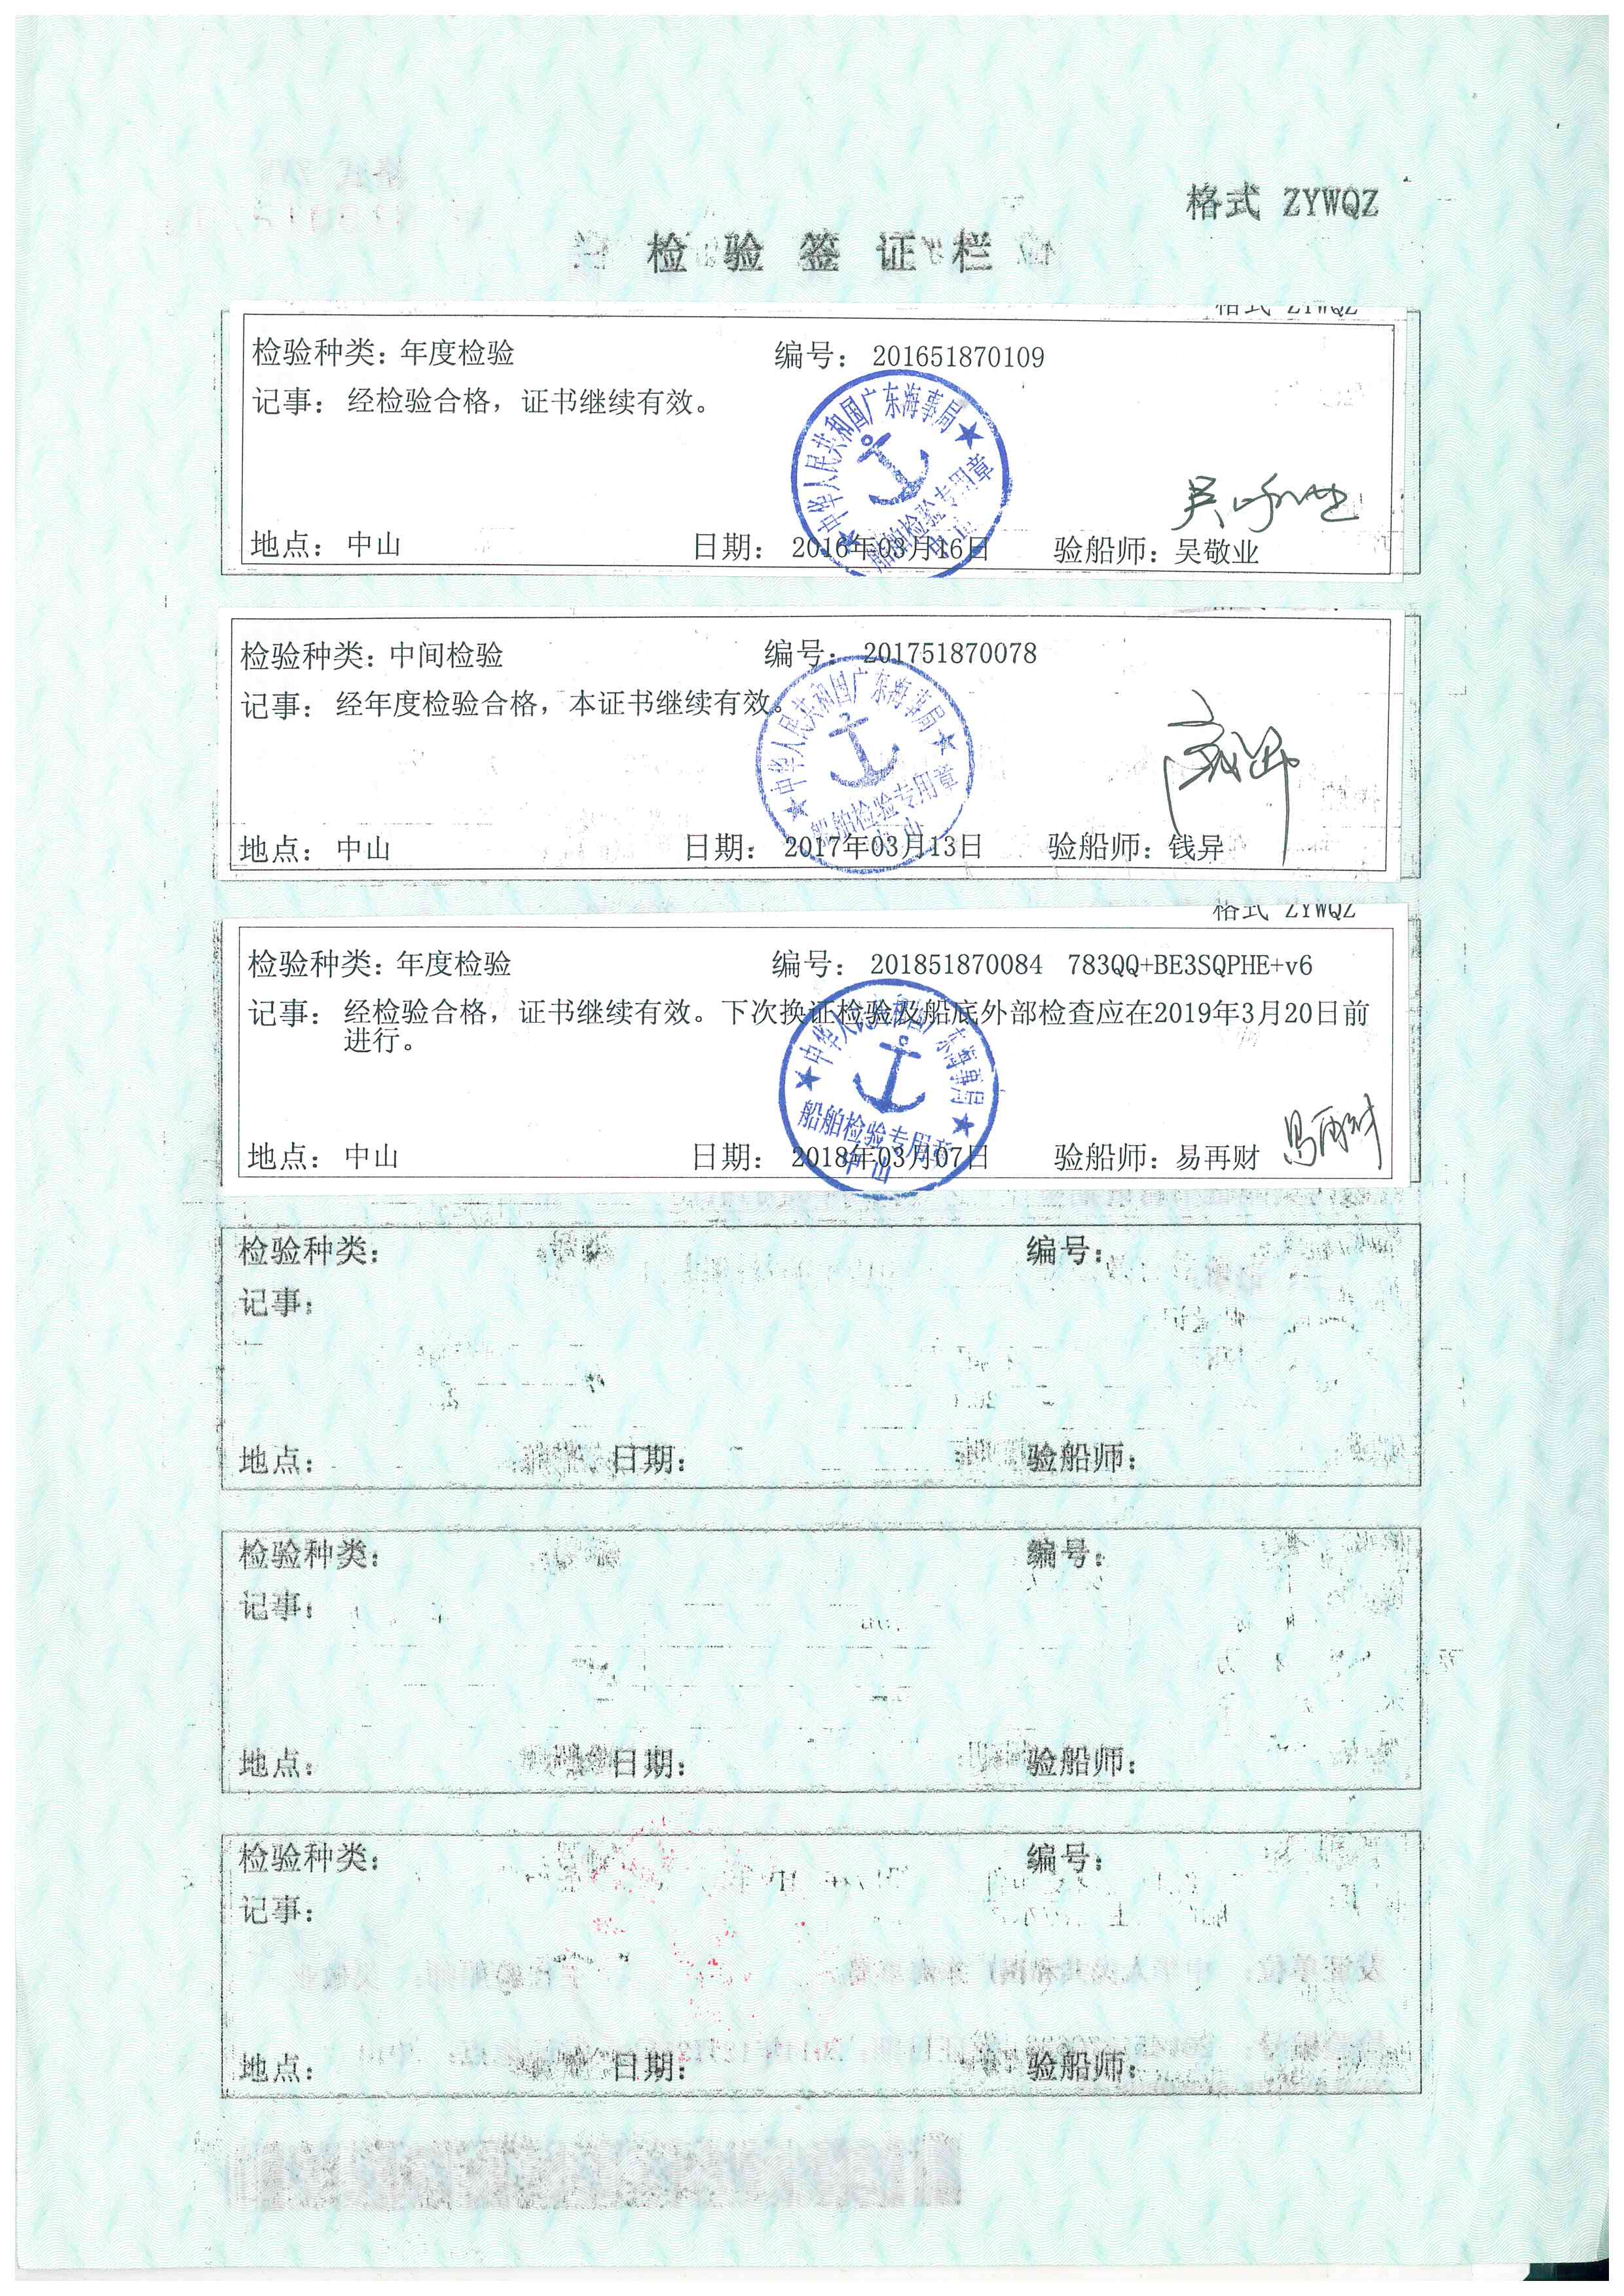 格式 ZYWQZ
检验签证栏
格式 ZYWQZ
检验种类：年度检验 编号：201651870109
记事：经检验合格，证书继续有效。
中华人民共和国广东海事局
船舶检验专用章
中山
地点：中山 日期：2016年03月16日 验船师：吴敬业
检验种类：中间检验 编号：201751870078
记事：经年度检验合格，本证书继续有效。
中华人民共和国广东海事局
船舶检验专用章
中山
地点：中山 日期：2017年03月13日 验船师：钱异
格式 ZYWQZ
检验种类：年度检验 编号：201851870084 783QQ+BE3SQPHE+v6
记事：经检验合格，证书继续有效。下次换证检验及船底外部检查应在2019年3月20日前
进行。
中华人民共和国广东海事局
船舶检验专用章
中山
易再财
地点：中山 日期：2018年03月07日 验船师：易再财
检验种类： 编号：
记事：
地点： 日期： 验船师：
检验种类： 编号：
记事：
地点： 日期： 验船师：
检验种类： 编号：
记事：
地点： 日期： 验船师：